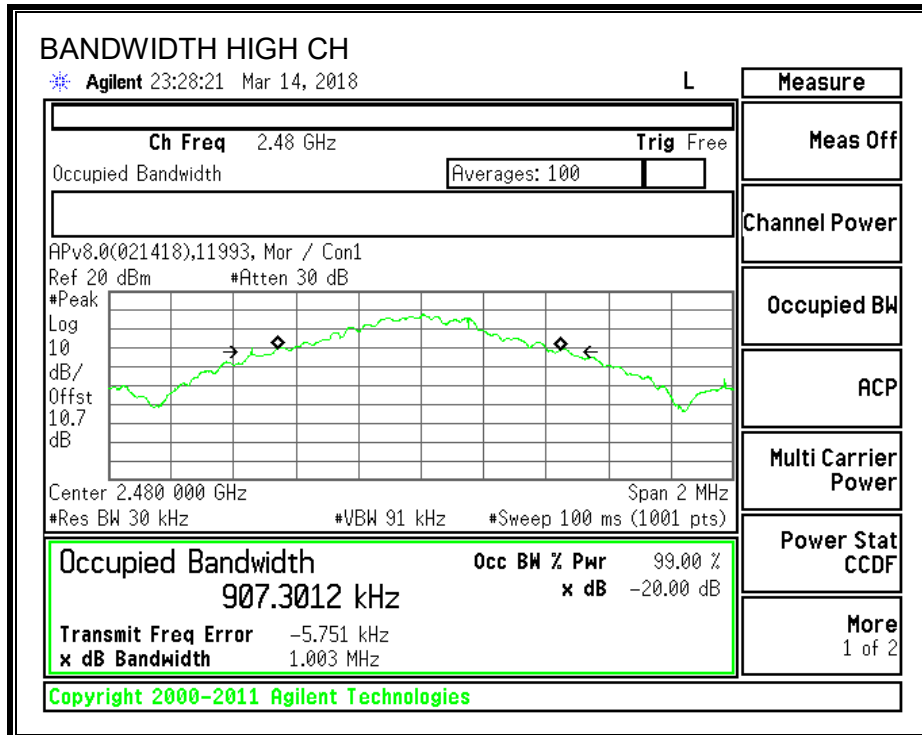 BANDWIDTH HIGH CH
Agilent 23:28:21 Mar 14, 2018 L
Measure
Ch Freq 2.48 GHz Trig Free
Meas Off
Occupied Bandwidth Averages: 100
Channel Power
APv8.0(021418),11993, Mor / Con1
Ref 20 dBm #Atten 30 dB
#Peak
Log
10
dB/
Offst
10.7
dB
Occupied BW
ACP
Multi Carrier
Power
Center 2.480 000 GHz Span 2 MHz
#Res BW 30 kHz #VBW 91 kHz #Sweep 100 ms (1001 pts)
Power Stat
CCDF
Occupied Bandwidth Occ BW % Pwr 99.00 %
907.3012 kHz x dB -20.00 dB
Transmit Freq Error -5.751 kHz
x dB Bandwidth 1.003 MHz
More
1 of 2
Copyright 2000-2011 Agilent Technologies